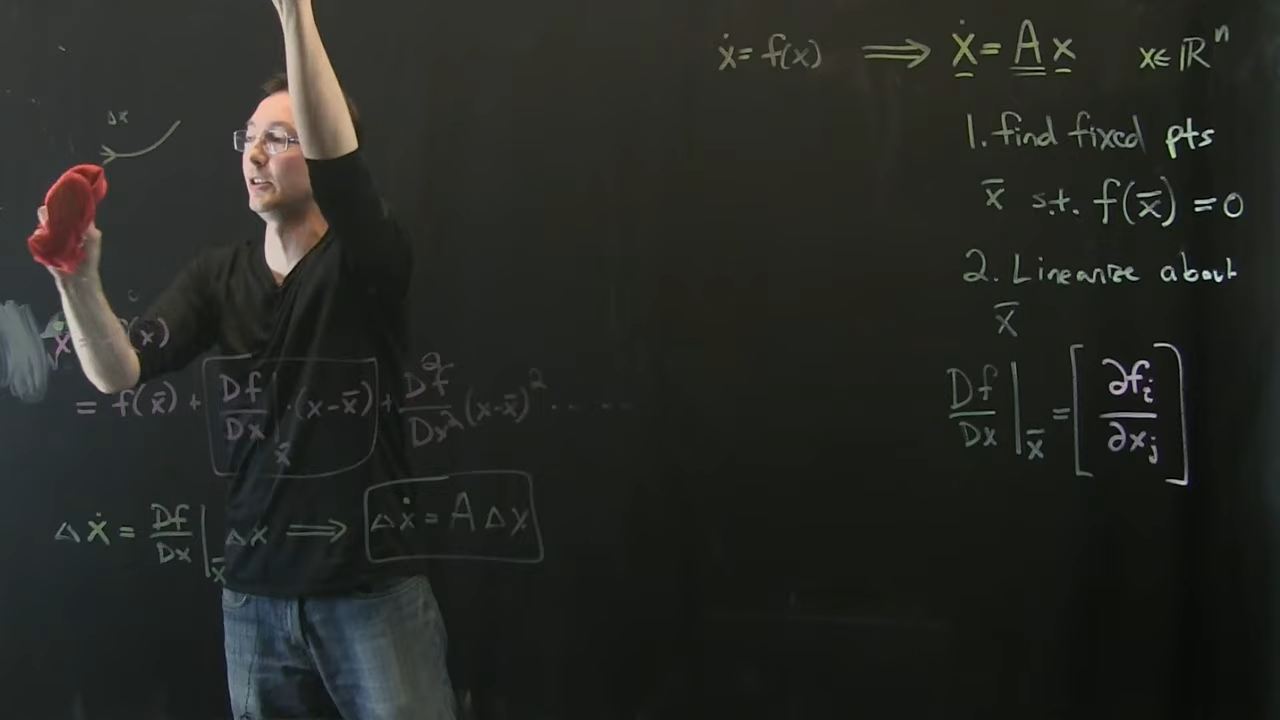 ẋ = f(x) ⟹ ẋ = A x x ∈ ℝⁿ
1. find fixed pts
x̄ s.t. f(x̄) = 0
2. Linearize about
x̄
Df/Dx |x̄ = [∂fᵢ/∂xⱼ]
Δx
ẋ (x)
= f(x̄) + Df/Dx |x̄ · (x-x̄) + D²f/Dx² (x-x̄)² · · · · ·
Δẋ = Df/Dx |x̄ Δx ⟹ Δẋ = A Δx